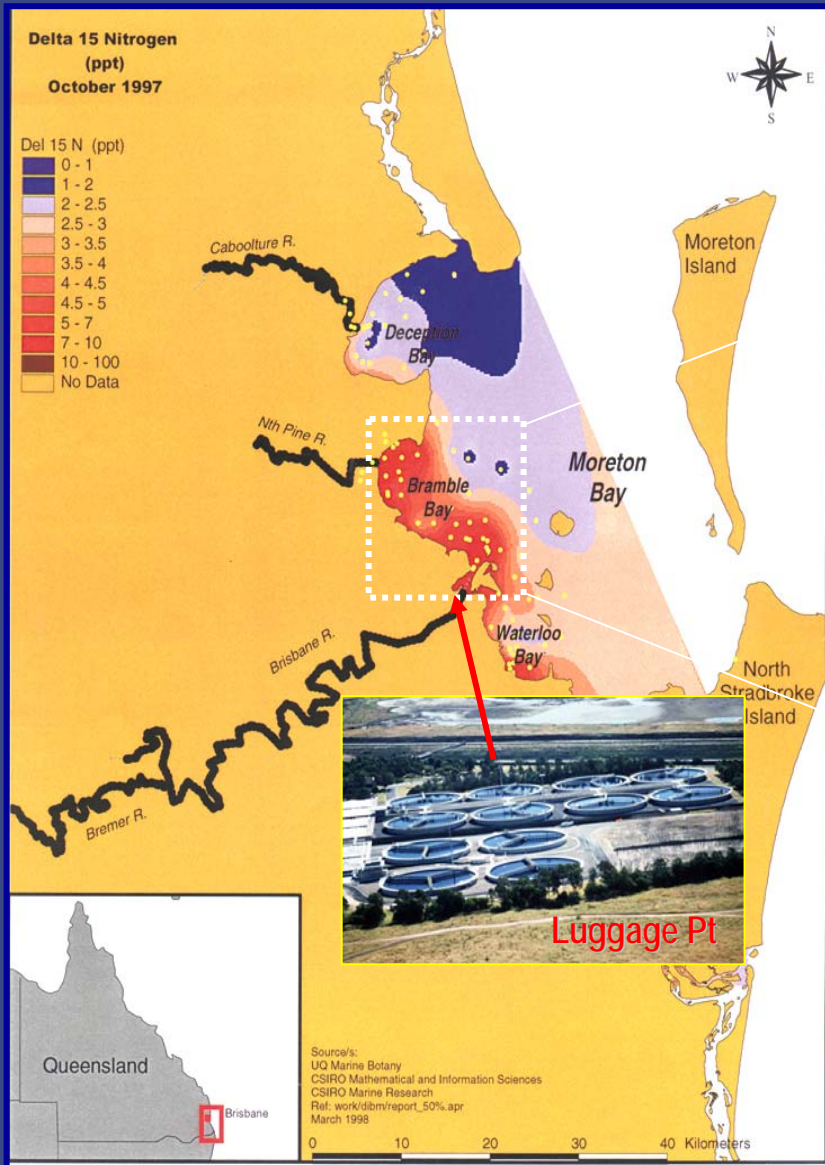 Delta 15 Nitrogen
(ppt)
October 1997
N
W
E
S
Del 15 N (ppt)
0 - 1
1 - 2
2 - 2.5
2.5 - 3
3 - 3.5
3.5 - 4
4 - 4.5
4.5 - 5
5 - 7
7 - 10
10 - 100
No Data
Caboolture R.
Moreton
Island
Deception
Bay
Nth Pine R.
Moreton
Bay
Bramble
Bay
Brisbane R.
Waterloo
Bay
North
Stradbroke
Island
Bremer R.
Luggage Pt
Queensland
Brisbane
Source/s:
UQ Marine Botany
CSIRO Mathematical and Information Sciences
CSIRO Marine Research
Ref: work/dibm/report_50%.apr
March 1998
0 10 20 30 40 Kilometers